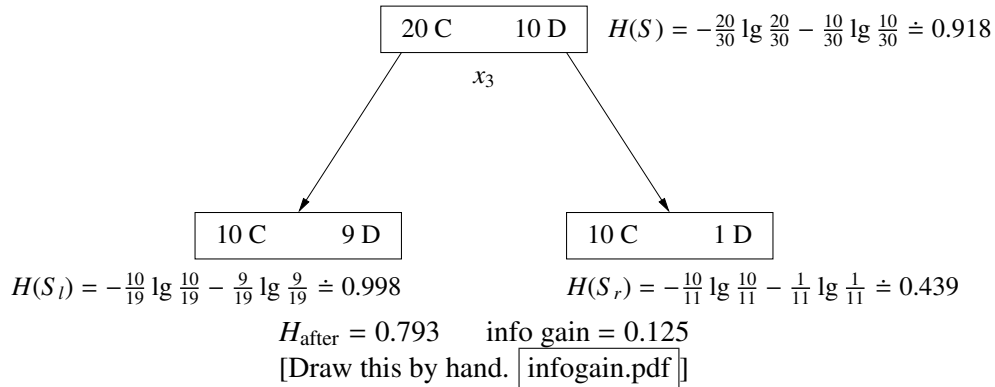 20 C 10 D H(S) = −20/30 lg 20/30 − 10/30 lg 10/30 ≐ 0.918
x₃
10 C 9 D 10 C 1 D
H(Sₗ) = −10/19 lg 10/19 − 9/19 lg 9/19 ≐ 0.998 H(Sᵣ) = −10/11 lg 10/11 − 1/11 lg 1/11 ≐ 0.439
H_after = 0.793 info gain = 0.125
[Draw this by hand. infogain.pdf ]